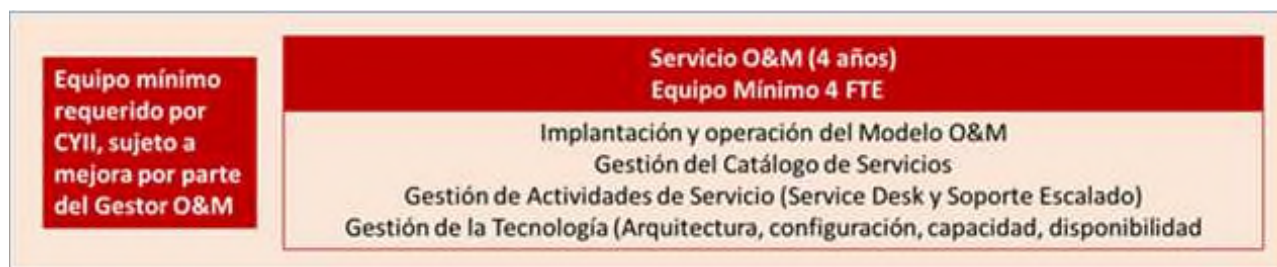 Equipo mínimo
requerido por
CYII, sujeto a
mejora por parte
del Gestor O&M
Servicio O&M (4 años)
Equipo Mínimo 4 FTE
Implantación y operación del Modelo O&M
Gestión del Catálogo de Servicios
Gestión de Actividades de Servicio (Service Desk y Soporte Escalado)
Gestión de la Tecnología (Arquitectura, configuración, capacidad, disponibilidad